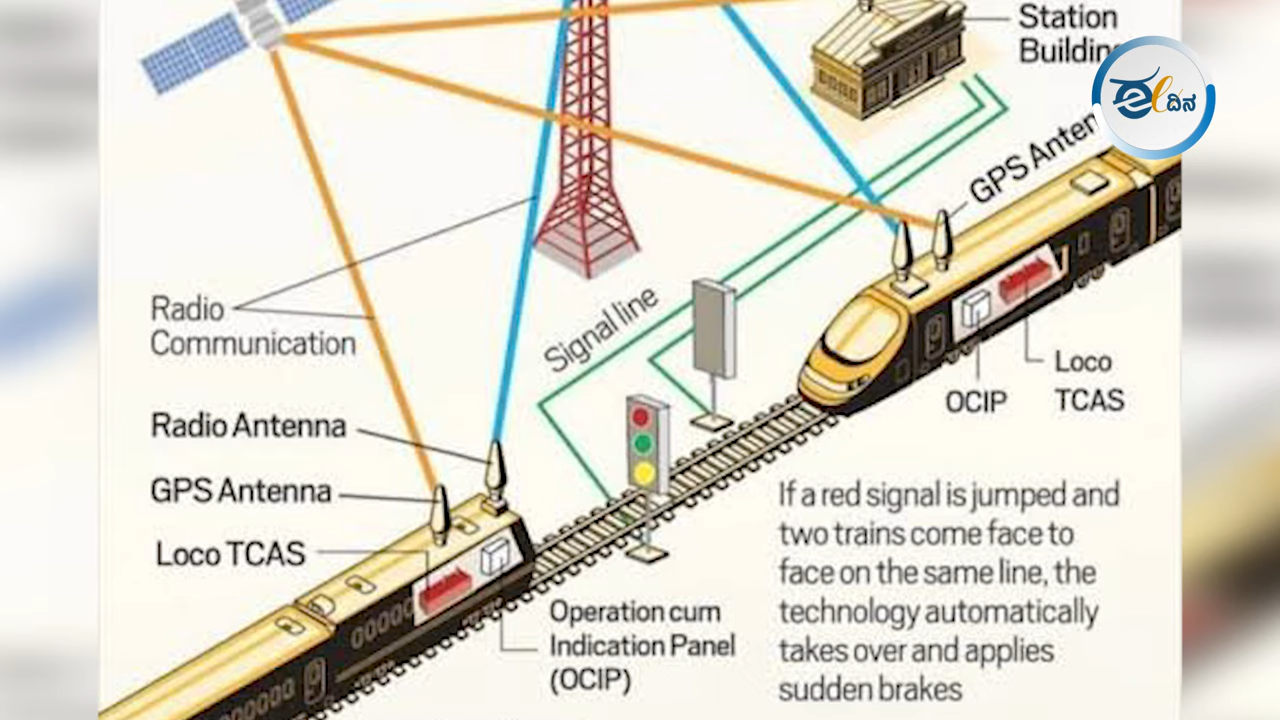 Station
Building
eದಿನ
GPS Anten
Radio
Communication
Signal line
Radio Antenna
GPS Antenna
Loco TCAS
OCIP
Loco
TCAS
Operation cum
Indication Panel
(OCIP)
If a red signal is jumped and
two trains come face to
face on the same line, the
technology automatically
takes over and applies
sudden brakes